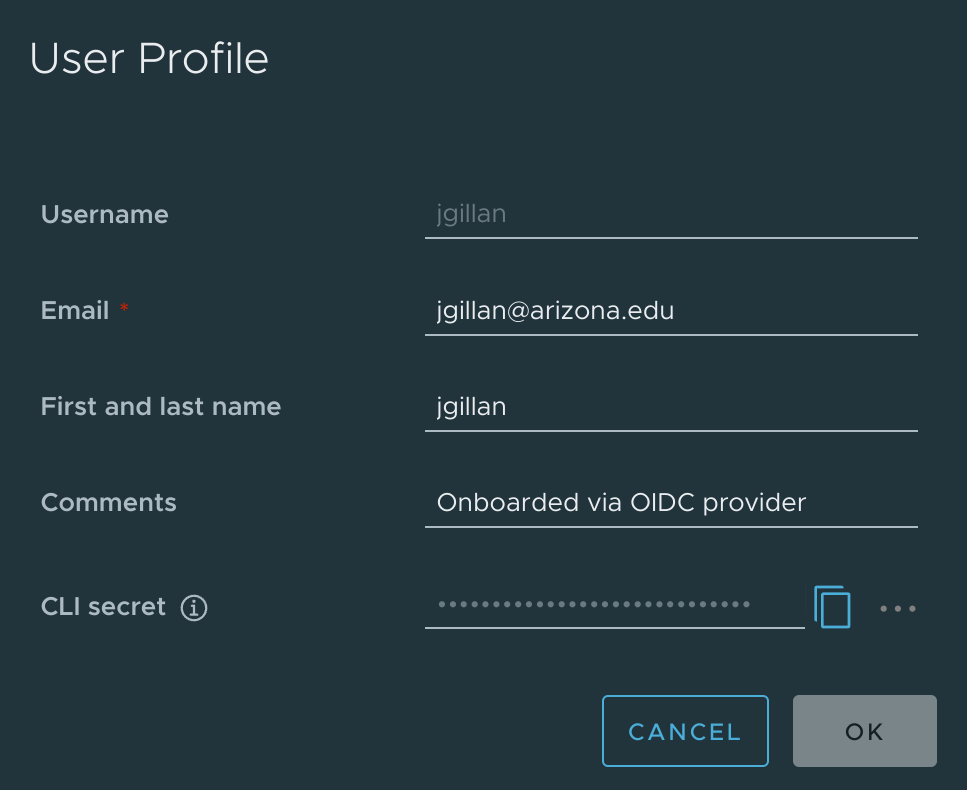 User Profile
Username jgillan
Email * jgillan@arizona.edu
First and last name jgillan
Comments Onboarded via OIDC provider
CLI secret •••••••••••••••••••••••••••••
CANCEL OK